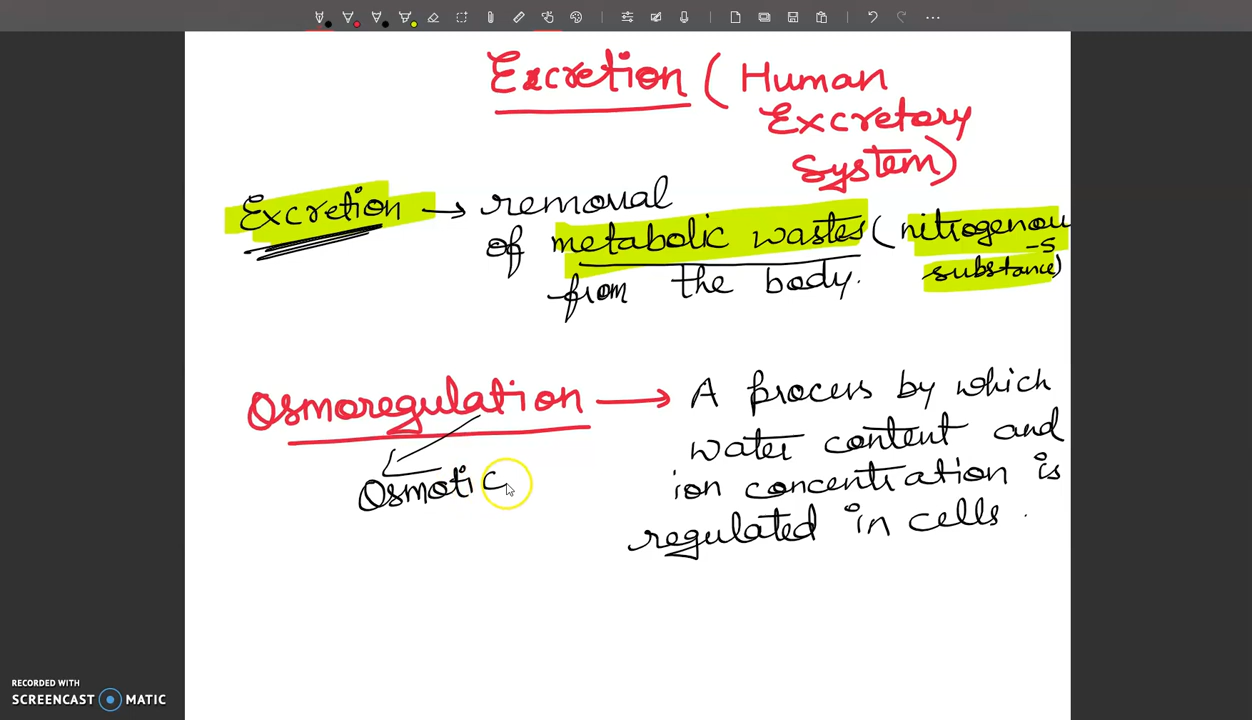 Excretion ( Human
Excretory
System)
Excretion → removal
of metabolic wastes ( nitrogenou
-s
substance)
from the body.
Osmoregulation → A process by which
water content and
ion concentration is
regulated in cells.
Osmotic
RECORDED WITH
SCREENCAST MATIC